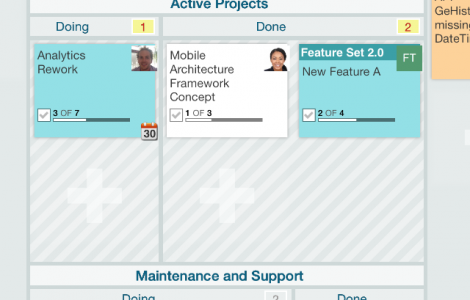 Active Projects
Doing 1 Done 2
Analytics
Rework
3 OF 7
30
Mobile
Architecture
Framework
Concept
1 OF 3
Feature Set 2.0
FT
New Feature A
2 OF 4
GeHist
missing
DateTi
Maintenance and Support
Doing 2 Done